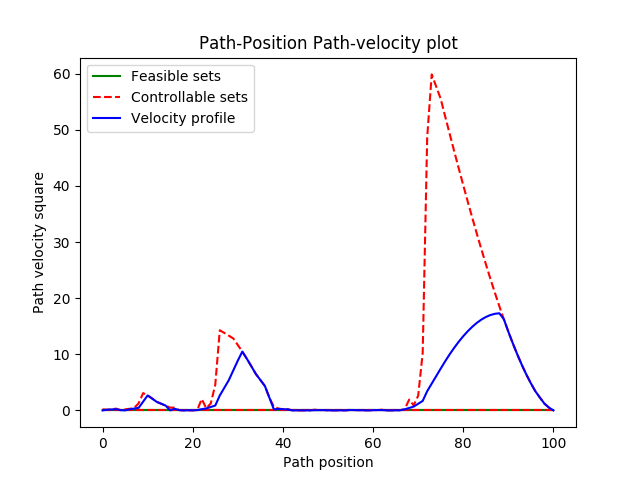 Path-Position Path-velocity plot
Feasible sets
Controllable sets
Velocity profile
Path velocity square
60
50
40
30
20
10
0
0 20 40 60 80 100
Path position